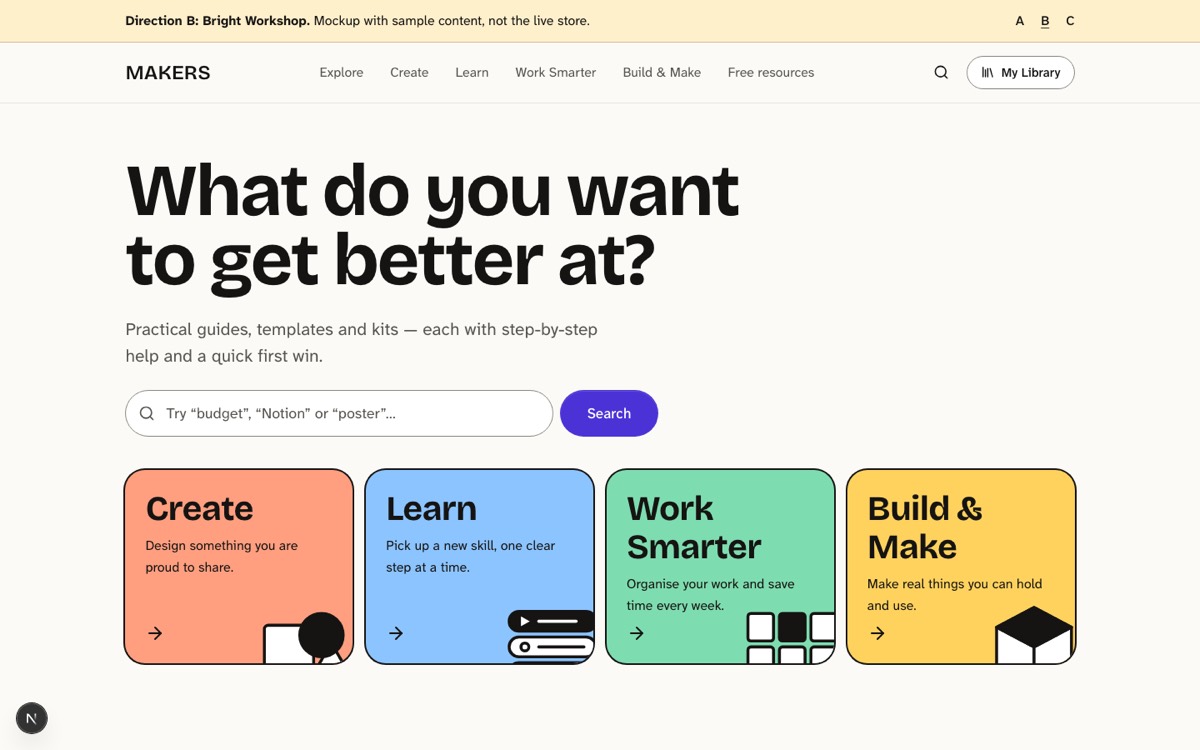 Direction B: Bright Workshop. Mockup with sample content, not the live store.
A B C
MAKERS
Explore
Create
Learn
Work Smarter
Build & Make
Free resources
My Library
What do you want
to get better at?
Practical guides, templates and kits — each with step-by-step
help and a quick first win.
Try “budget”, “Notion” or “poster”…
Search
Create
Design something you are
proud to share.
Learn
Pick up a new skill, one clear
step at a time.
Work
Smarter
Organise your work and save
time every week.
Build &
Make
Make real things you can hold
and use.
N